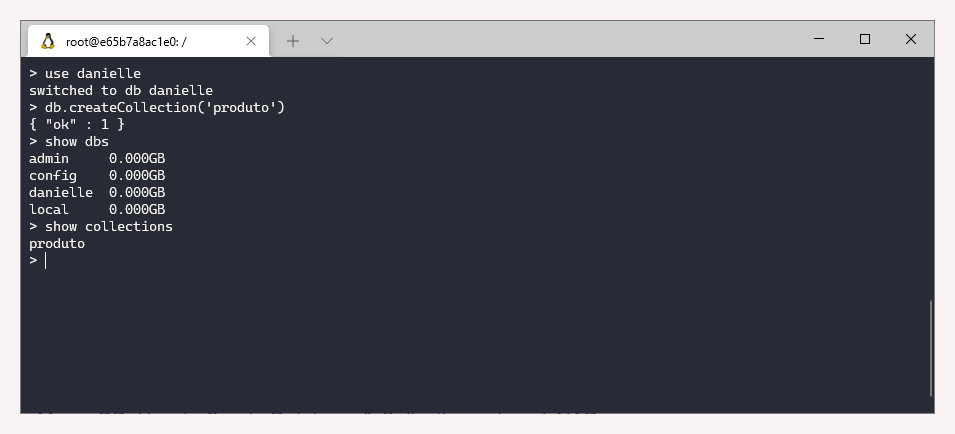 root@e65b7a8ac1e0: /
> use danielle
switched to db danielle
> db.createCollection('produto')
{ "ok" : 1 }
> show dbs
admin     0.000GB
config    0.000GB
danielle  0.000GB
local     0.000GB
> show collections
produto
>